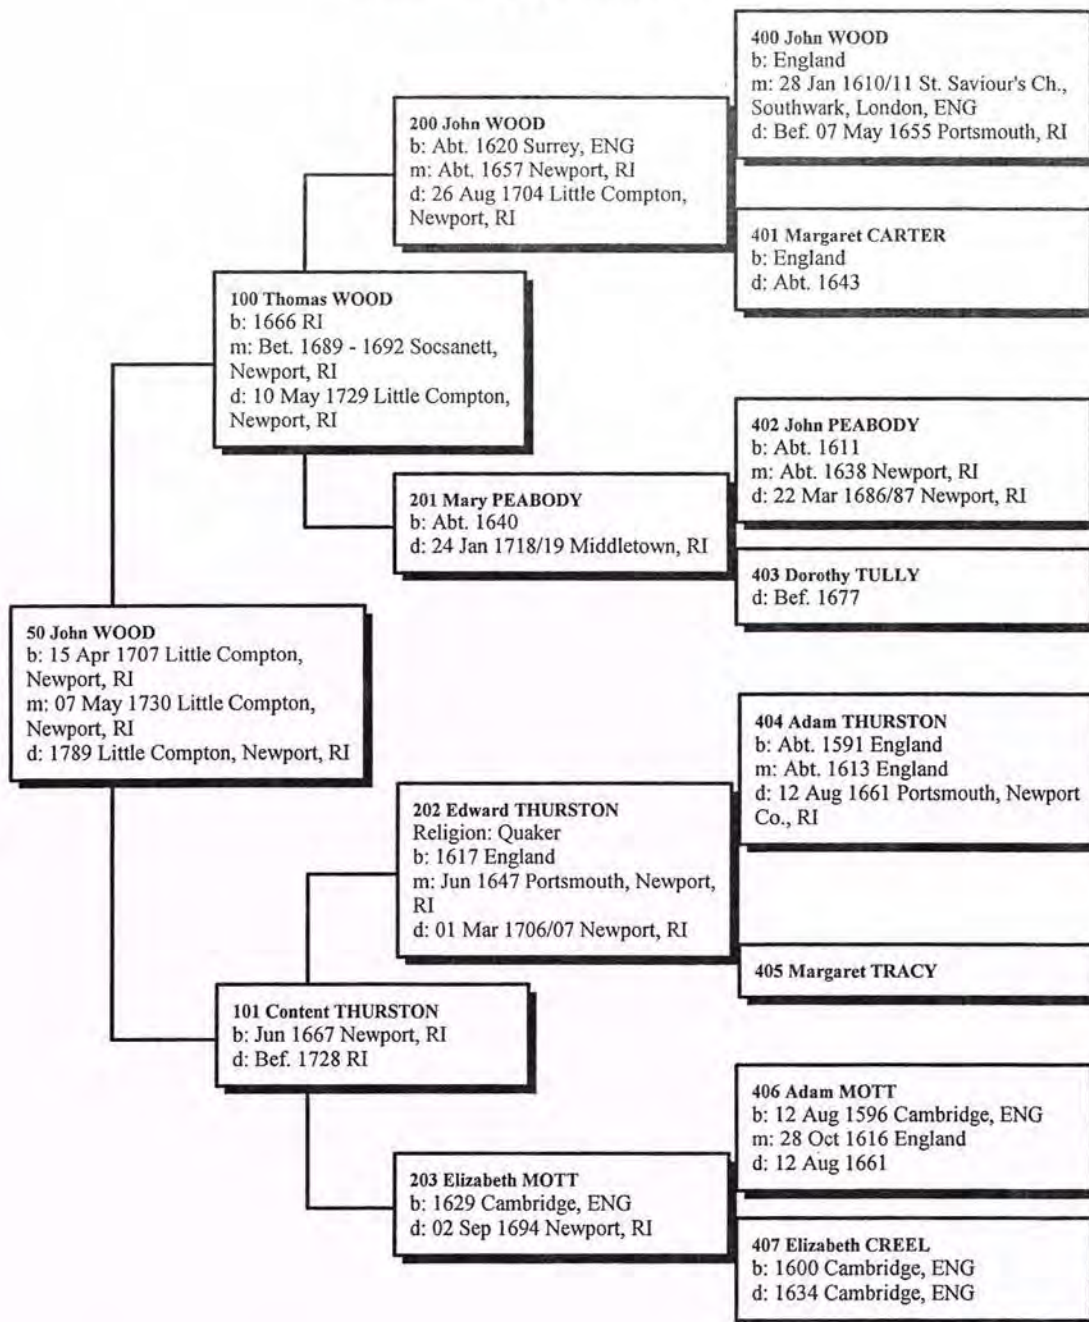 400 John WOOD
b: England
m: 28 Jan 1610/11 St. Saviour's Ch.,
Southwark, London, ENG
d: Bef. 07 May 1655 Portsmouth, RI
200 John WOOD
b: Abt. 1620 Surrey, ENG
m: Abt. 1657 Newport, RI
d: 26 Aug 1704 Little Compton,
Newport, RI
401 Margaret CARTER
b: England
d: Abt. 1643
100 Thomas WOOD
b: 1666 RI
m: Bet. 1689 - 1692 Socsanett,
Newport, RI
d: 10 May 1729 Little Compton,
Newport, RI
402 John PEABODY
b: Abt. 1611
m: Abt. 1638 Newport, RI
d: 22 Mar 1686/87 Newport, RI
201 Mary PEABODY
b: Abt. 1640
d: 24 Jan 1718/19 Middletown, RI
403 Dorothy TULLY
d: Bef. 1677
50 John WOOD
b: 15 Apr 1707 Little Compton,
Newport, RI
m: 07 May 1730 Little Compton,
Newport, RI
d: 1789 Little Compton, Newport, RI
404 Adam THURSTON
b: Abt. 1591 England
m: Abt. 1613 England
d: 12 Aug 1661 Portsmouth, Newport
Co., RI
202 Edward THURSTON
Religion: Quaker
b: 1617 England
m: Jun 1647 Portsmouth, Newport,
RI
d: 01 Mar 1706/07 Newport, RI
405 Margaret TRACY
101 Content THURSTON
b: Jun 1667 Newport, RI
d: Bef. 1728 RI
406 Adam MOTT
b: 12 Aug 1596 Cambridge, ENG
m: 28 Oct 1616 England
d: 12 Aug 1661
203 Elizabeth MOTT
b: 1629 Cambridge, ENG
d: 02 Sep 1694 Newport, RI
407 Elizabeth CREEL
b: 1600 Cambridge, ENG
d: 1634 Cambridge, ENG